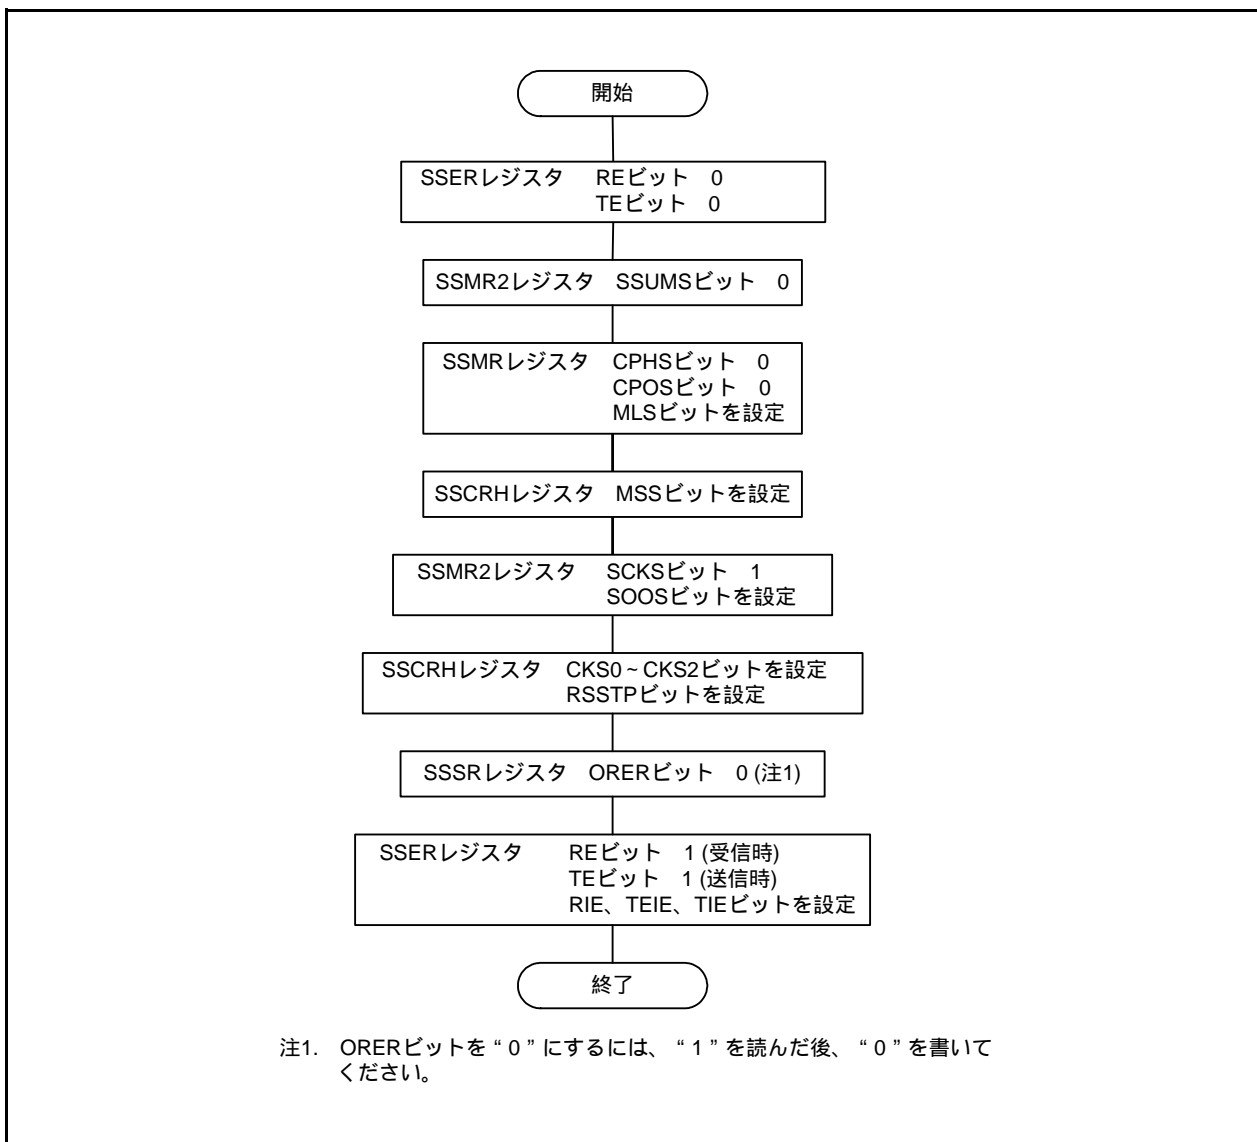 開始
SSERレジスタ REビット 0
TEビット 0
SSMR2レジスタ SSUMSビット 0
SSMRレジスタ CPHSビット 0
CPOSビット 0
MLSビットを設定
SSCRHレジスタ MSSビットを設定
SSMR2レジスタ SCKSビット 1
SOOSビットを設定
SSCRHレジスタ CKS0~CKS2ビットを設定
RSSTPビットを設定
SSSRレジスタ ORERビット 0 (注1)
SSERレジスタ REビット 1 (受信時)
TEビット 1 (送信時)
RIE、TEIE、TIEビットを設定
終了
注1. ORERビットを“0”にするには、“1”を読んだ後、“0”を書いて
ください。